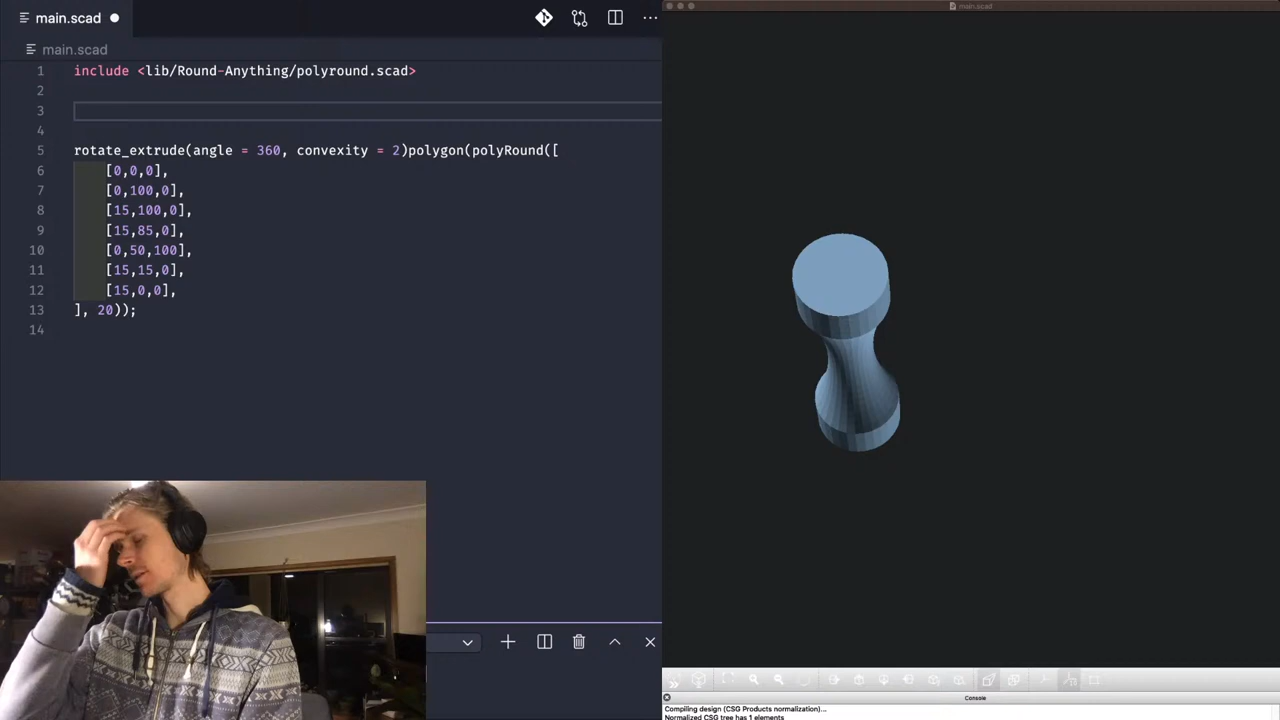 main.scad
main.scad
main.scad
1 include <lib/Round-Anything/polyround.scad>
2
3
4
5 rotate_extrude(angle = 360, convexity = 2)polygon(polyRound([
6 [0,0,0],
7 [0,100,0],
8 [15,100,0],
9 [15,85,0],
10 [0,50,100],
11 [15,15,0],
12 [15,0,0],
13 ], 20));
14
Console
Compiling design (CSG Products normalization)...
Normalized CSG tree has 1 elements